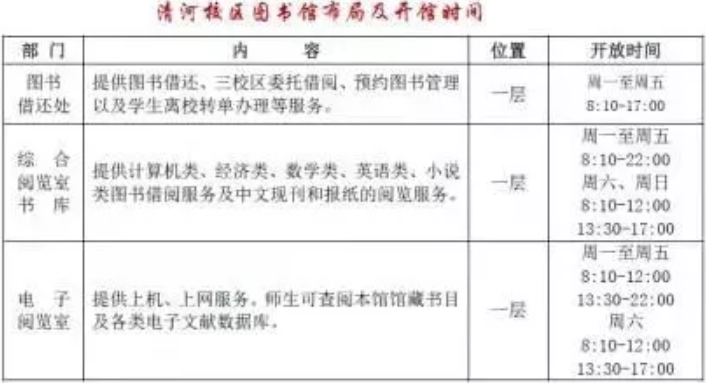 清河校区图书馆布局及开馆时间
部 门 内 容 位置 开放时间
图书
借还处
提供图书借还、三校区委托借阅、预约图书管理
以及学生离校转单办理等服务。
一层
周一至周五
8:10-17:00
综 合
阅览室
书 库
提供计算机类、经济类、数学类、英语类、小说
类图书借阅服务及中文现刊和报纸的阅览服务。
一层
周一至周五
8:10-22:00
周六、周日
8:10-12:00
13:30-17:00
电 子
阅览室
提供上机、上网服务。师生可查阅本馆馆藏书目
及各类电子文献数据库。
一层
周一至周五
8:10-12:00
13:30-22:00
周六
8:10-12:00
13:30-17:00